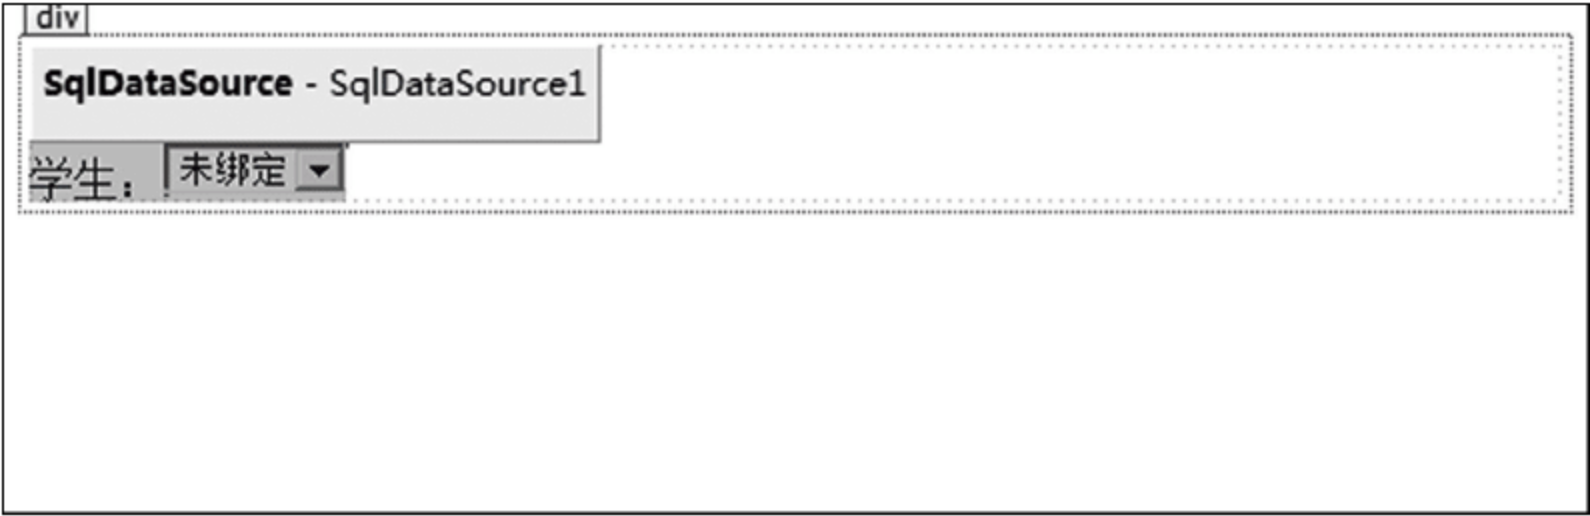 div
SqlDataSource - SqlDataSource1
学生： 未绑定